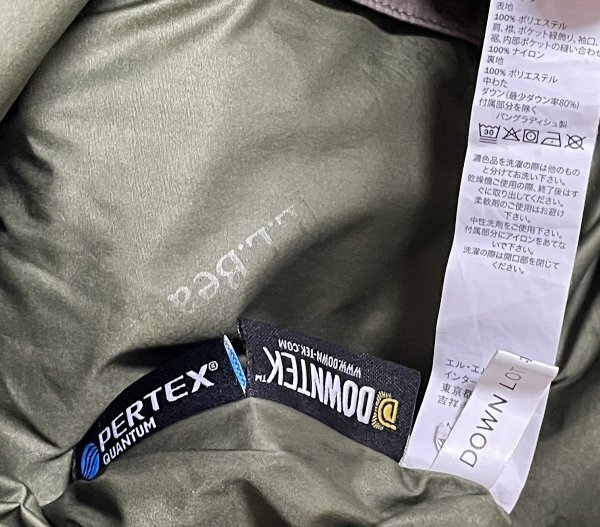 表地
100% ポリエステル
肩、襟、ポケット縁飾り、袖口、
裾、内部ポケットの縫い合わせ
100% ナイロン
裏地
100% ポリエステル
中わた
ダウン（最少ダウン率80%）
付属部分を除く
バングラディシュ製
30
濃色品を洗濯の際は他のもの
と分けてお洗い下さい。
乾燥機ご使用の際、終了後はす
ぐに取り出してください。
柔軟剤のご使用はお避け
下さい。
中性洗剤をご使用下さい。
付属部分にアイロンをあてな
いで下さい。
洗濯の際は開口部を閉じて
ください。
エル・エル
インター
東京都
吉祥
DOWN LOT
L.L.Bea
PERTEX®
QUANTUM
DOWNTEK™
WWW.DOWN-TEK.COM